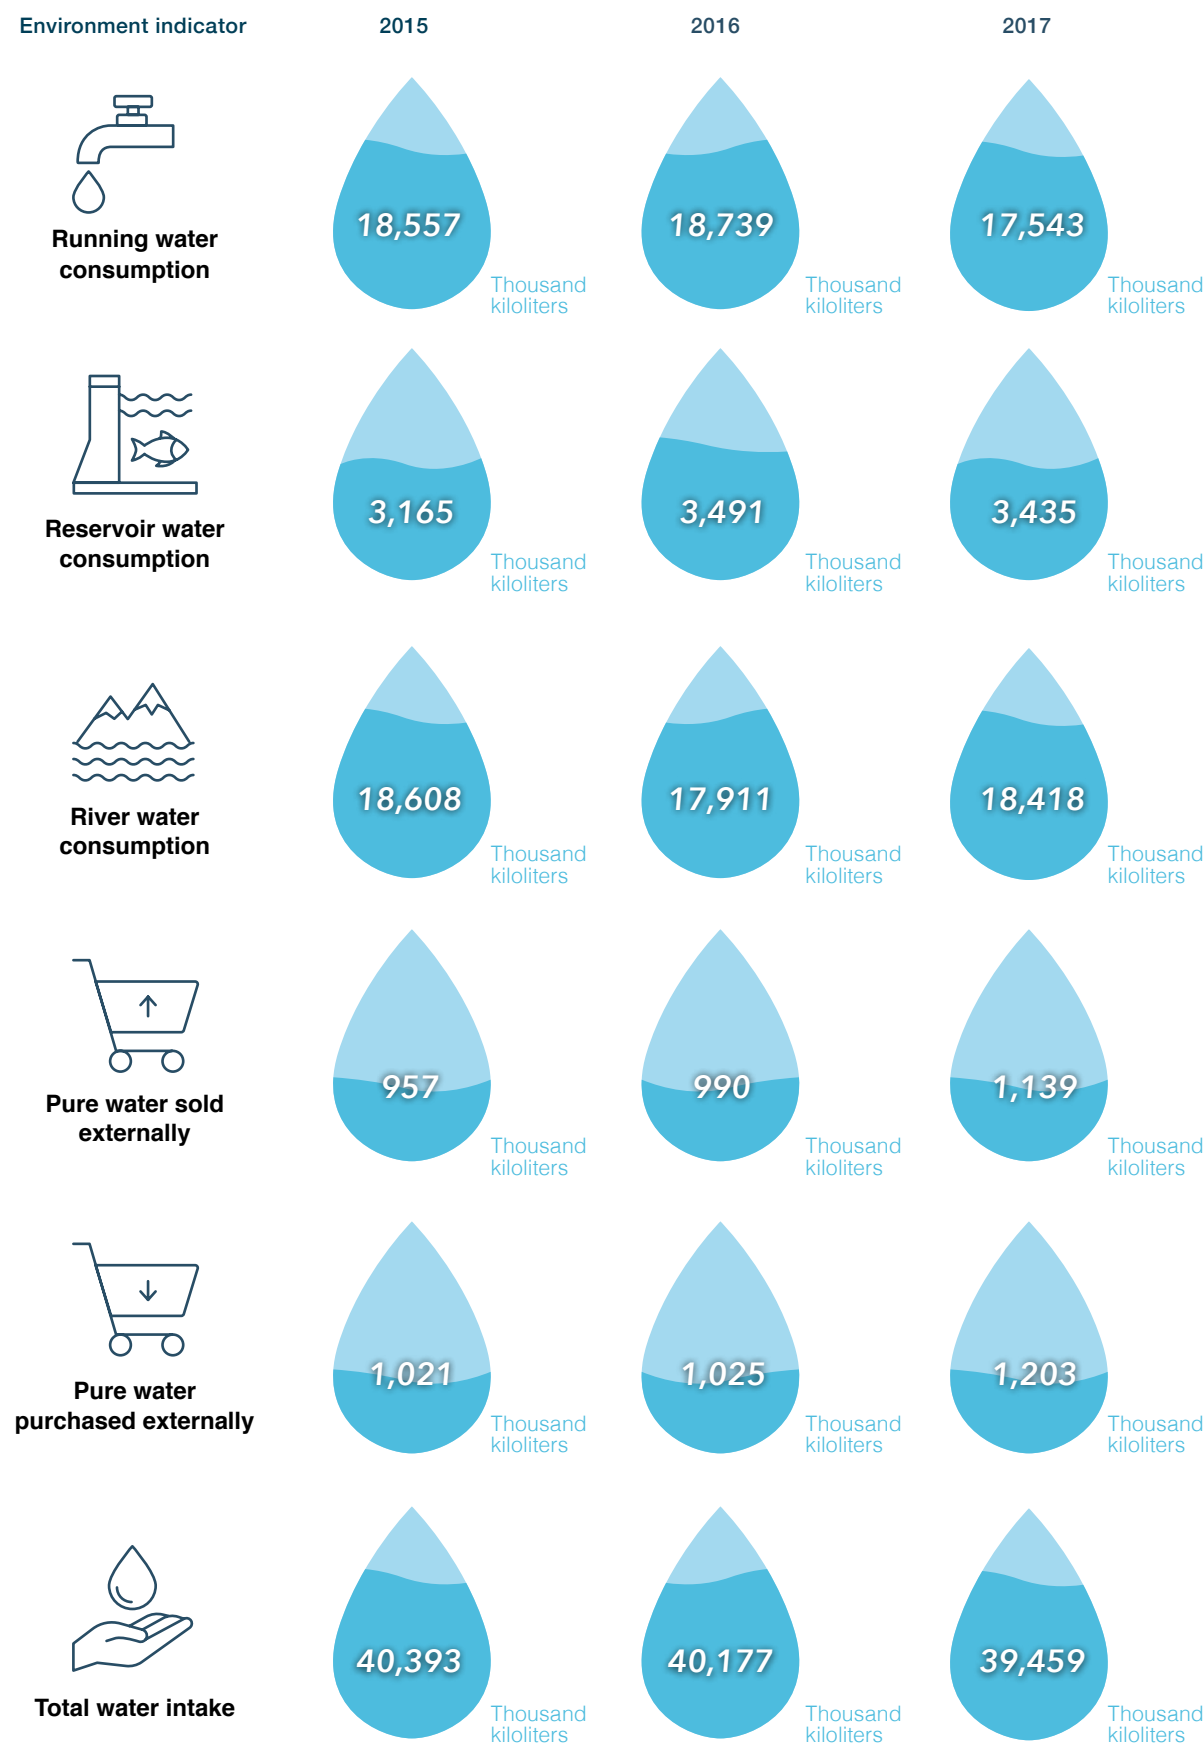 Environment indicator 2015 2016 2017
18,557 18,739 17,543
Running water
consumption
Thousand Thousand Thousand
kiloliters kiloliters kiloliters
3,165 3,491 3,435
Reservoir water
consumption
Thousand Thousand Thousand
kiloliters kiloliters kiloliters
18,608 17,911 18,418
River water
consumption
Thousand Thousand Thousand
kiloliters kiloliters kiloliters
957 990 1,139
Pure water sold
externally
Thousand Thousand Thousand
kiloliters kiloliters kiloliters
1,021 1,025 1,203
Pure water
purchased externally
Thousand Thousand Thousand
kiloliters kiloliters kiloliters
40,393 40,177 39,459
Total water intake
Thousand Thousand Thousand
kiloliters kiloliters kiloliters